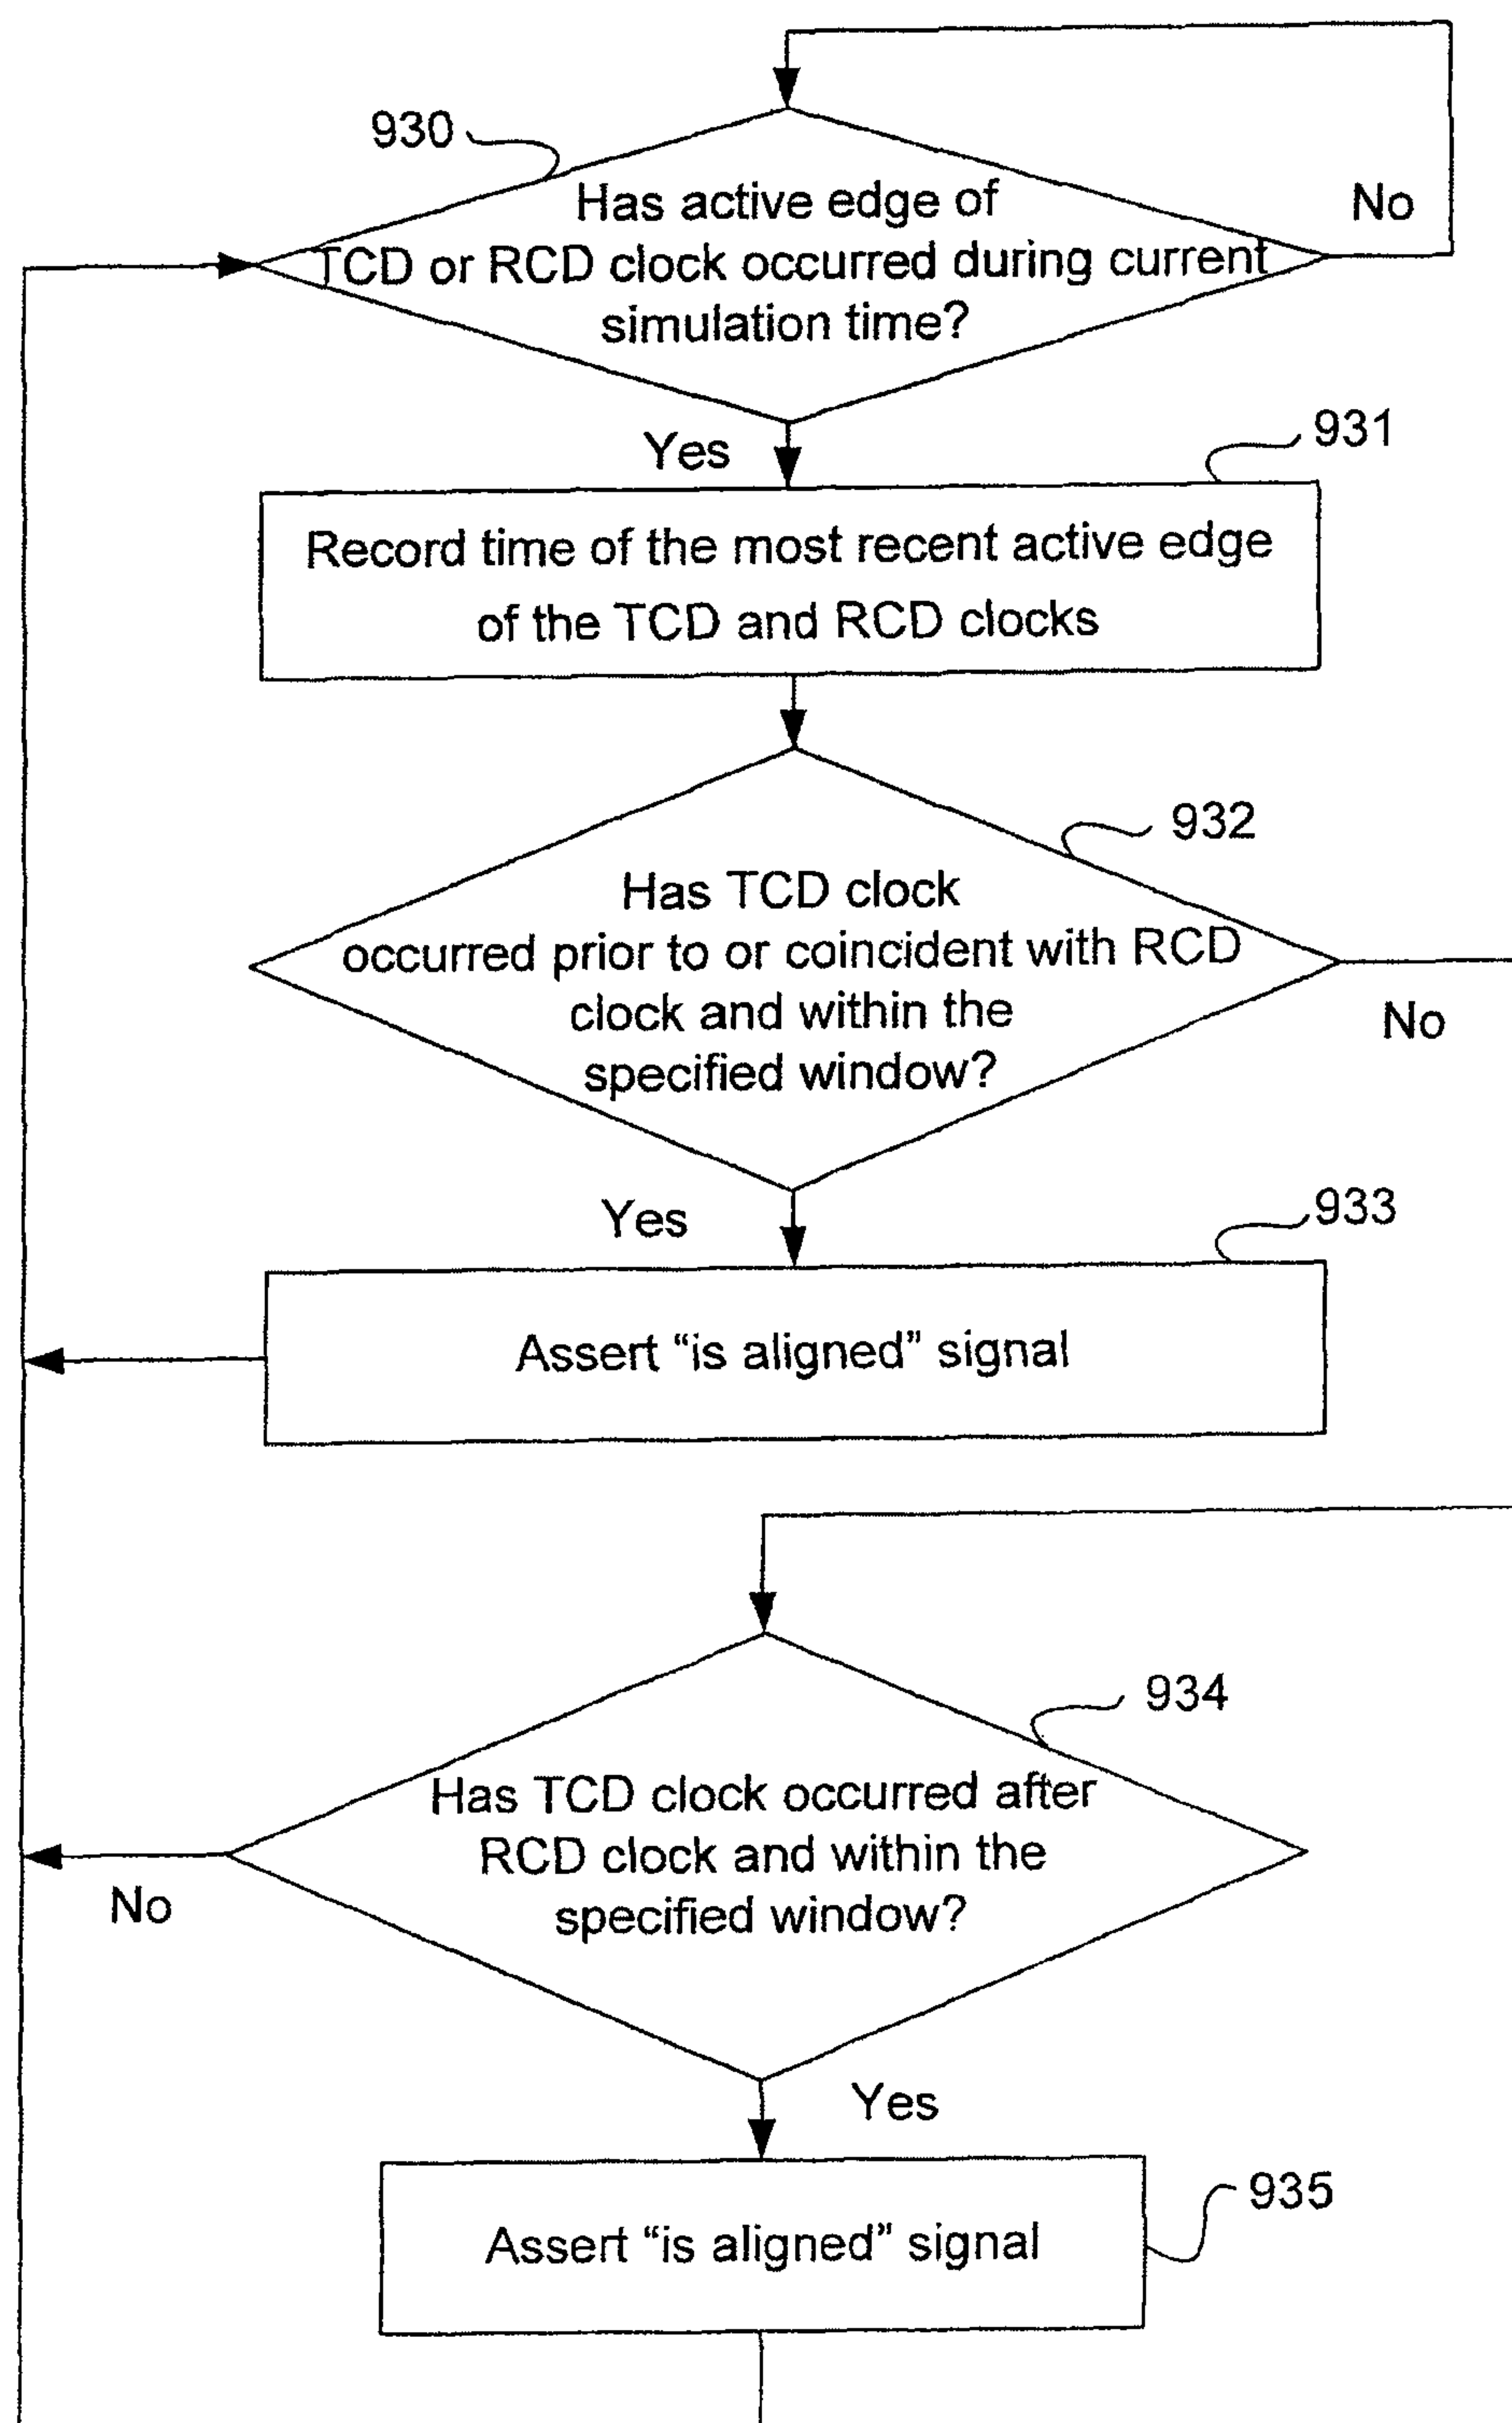 930
Has active edge of
TCD or RCD clock occurred during current
simulation time?
No
Yes
931
Record time of the most recent active edge
of the TCD and RCD clocks
932
Has TCD clock
occurred prior to or coincident with RCD
clock and within the
specified window?
No
Yes
933
Assert “is aligned” signal
934
Has TCD clock occurred after
RCD clock and within the
specified window?
No
Yes
935
Assert “is aligned” signal